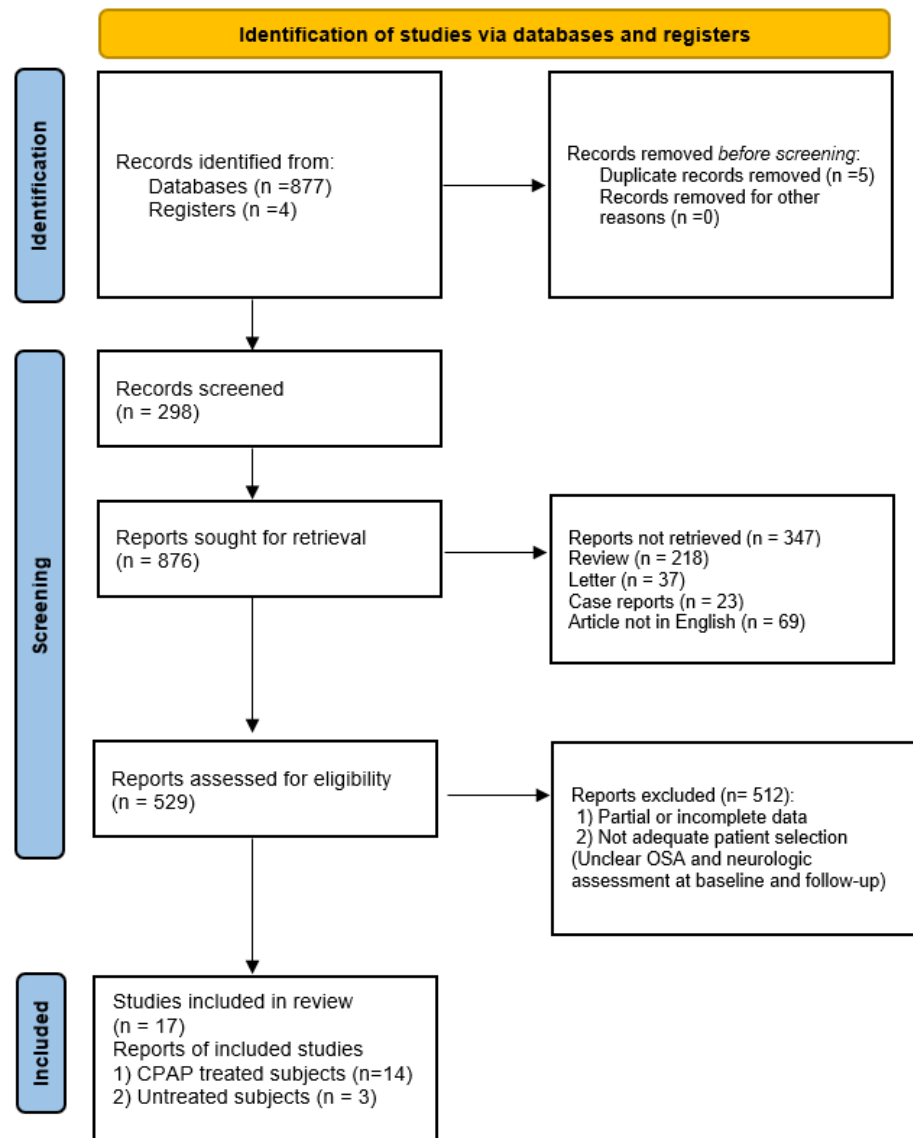 Identification of studies via databases and registers
Identification
Records identified from:
Databases (n =877)
Registers (n =4)
Records removed before screening:
Duplicate records removed (n =5)
Records removed for other
reasons (n =0)
Screening
Records screened
(n = 298)
Reports sought for retrieval
(n = 876)
Reports not retrieved (n = 347)
Review (n = 218)
Letter (n = 37)
Case reports (n = 23)
Article not in English (n = 69)
Reports assessed for eligibility
(n = 529)
Reports excluded (n= 512):
1) Partial or incomplete data
2) Not adequate patient selection
(Unclear OSA and neurologic
assessment at baseline and follow-up)
Included
Studies included in review
(n = 17)
Reports of included studies
1) CPAP treated subjects (n=14)
2) Untreated subjects (n = 3)